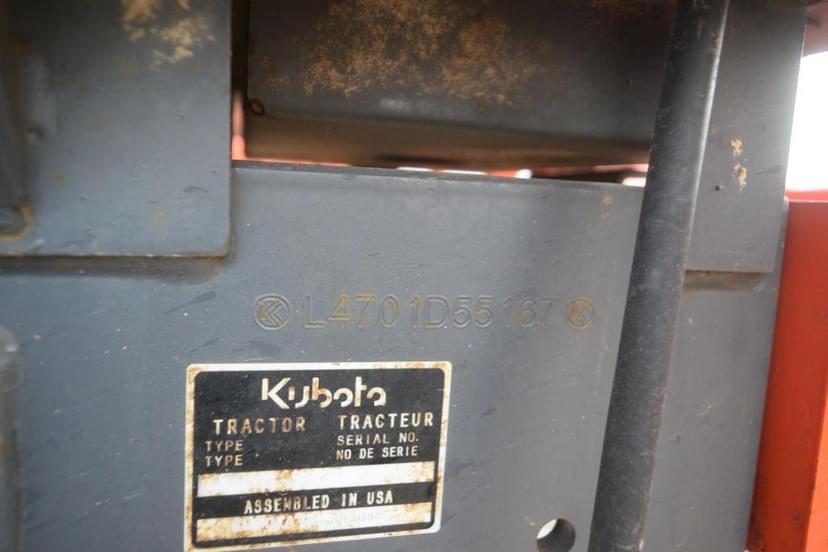 L4701D55167
Kubota
TRACTOR TRACTEUR
TYPE SERIAL NO.
TYPE NO DE SERIE
ASSEMBLED IN USA